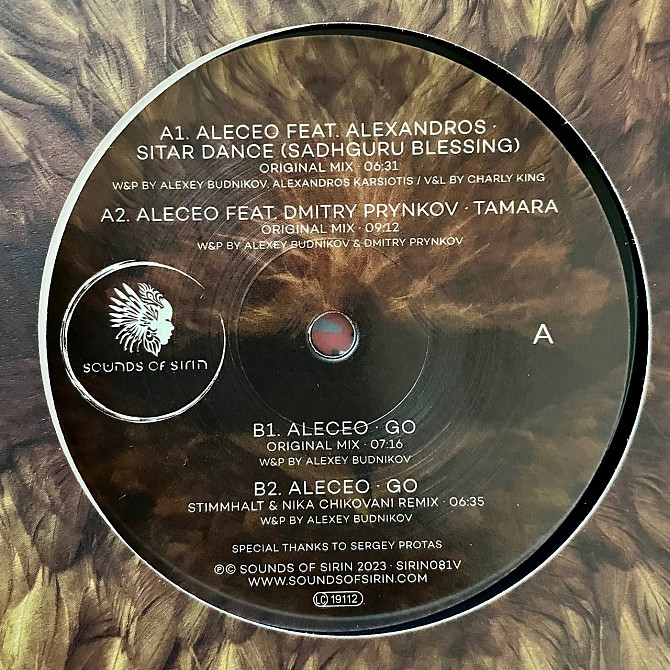 A1. ALECEO FEAT. ALEXANDROS ·
SITAR DANCE (SADHGURU BLESSING)
ORIGINAL MIX · 06:31
W&P BY ALEXEY BUDNIKOV, ALEXANDROS KARSIOTIS / V&L BY CHARLY KING
A2. ALECEO FEAT. DMITRY PRYNKOV · TAMARA
ORIGINAL MIX · 09:12
W&P BY ALEXEY BUDNIKOV & DMITRY PRYNKOV
SOUNDS OF SIRIN
A
B1. ALECEO · GO
ORIGINAL MIX · 07:16
W&P BY ALEXEY BUDNIKOV
B2. ALECEO · GO
STIMMHALT & NIKA CHIKOVANI REMIX · 06:35
W&P BY ALEXEY BUDNIKOV
SPECIAL THANKS TO SERGEY PROTAS
℗© SOUNDS OF SIRIN 2023 · SIRIN081V
WWW.SOUNDSOFSIRIN.COM
LC 19112